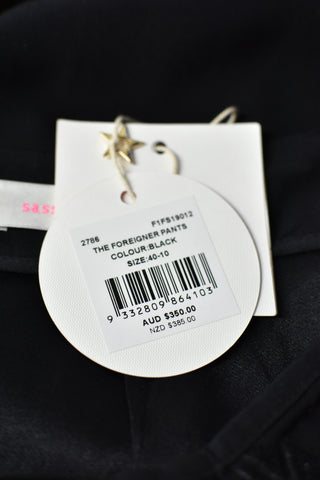 s.a.s
2786 F1FS19012
THE FOREIGNER PANTS
COLOUR:BLACK
SIZE:40-10
9 332809 864103
AUD $350.00
NZD $385.00